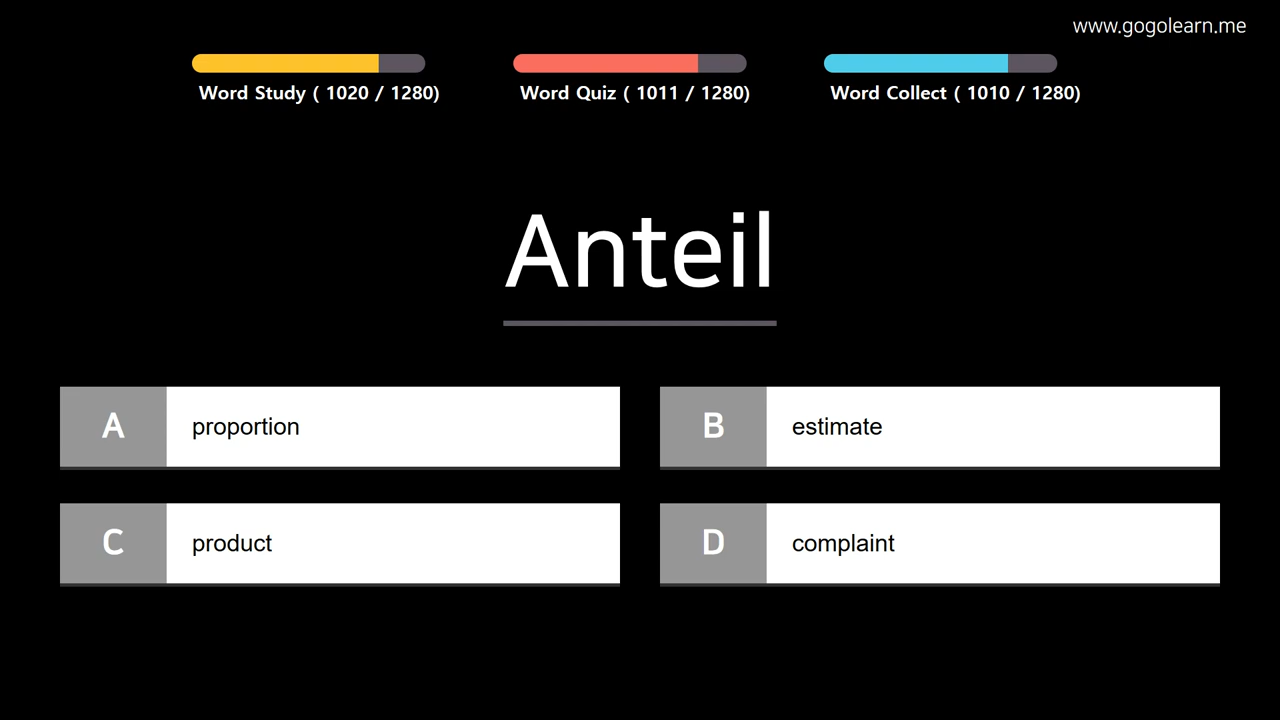 www.gogolearn.me
Word Study ( 1020 / 1280)
Word Quiz ( 1011 / 1280)
Word Collect ( 1010 / 1280)
Anteil
A proportion
B estimate
C product
D complaint